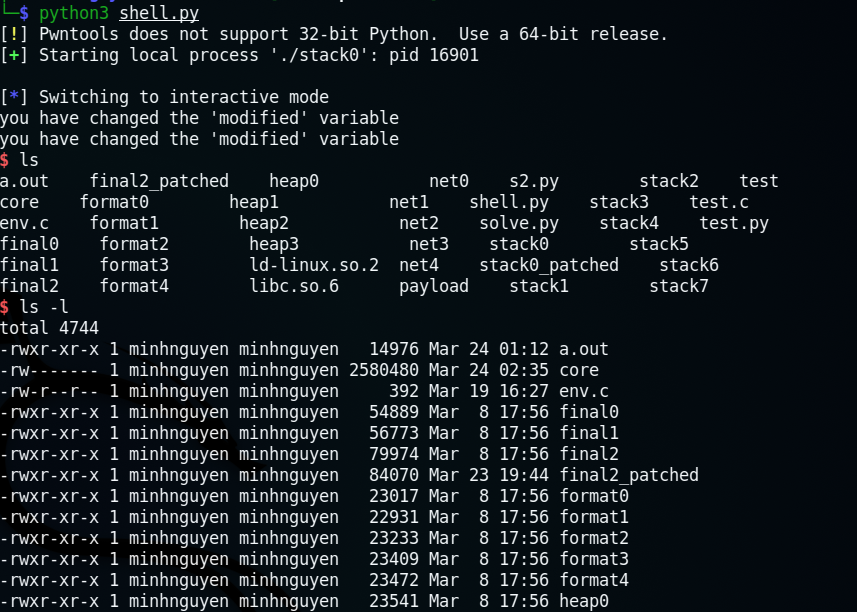 └─$ python3 shell.py
[!] Pwntools does not support 32-bit Python.  Use a 64-bit release.
[+] Starting local process './stack0': pid 16901
[*] Switching to interactive mode
you have changed the 'modified' variable
you have changed the 'modified' variable
$ ls
a.out    final2_patched    heap0           net0    s2.py        stack2    test
core    format0        heap1           net1    shell.py    stack3    test.c
env.c    format1        heap2           net2    solve.py    stack4    test.py
final0    format2        heap3           net3    stack0        stack5
final1    format3        ld-linux.so.2  net4    stack0_patched    stack6
final2    format4        libc.so.6      payload    stack1        stack7
$ ls -l
total 4744
-rwxr-xr-x 1 minhnguyen minhnguyen   14976 Mar 24 01:12 a.out
-rw------- 1 minhnguyen minhnguyen 2580480 Mar 24 02:35 core
-rw-r--r-- 1 minhnguyen minhnguyen     392 Mar 19 16:27 env.c
-rwxr-xr-x 1 minhnguyen minhnguyen   54889 Mar  8 17:56 final0
-rwxr-xr-x 1 minhnguyen minhnguyen   56773 Mar  8 17:56 final1
-rwxr-xr-x 1 minhnguyen minhnguyen   79974 Mar  8 17:56 final2
-rwxr-xr-x 1 minhnguyen minhnguyen   84070 Mar 23 19:44 final2_patched
-rwxr-xr-x 1 minhnguyen minhnguyen   23017 Mar  8 17:56 format0
-rwxr-xr-x 1 minhnguyen minhnguyen   22931 Mar  8 17:56 format1
-rwxr-xr-x 1 minhnguyen minhnguyen   23233 Mar  8 17:56 format2
-rwxr-xr-x 1 minhnguyen minhnguyen   23409 Mar  8 17:56 format3
-rwxr-xr-x 1 minhnguyen minhnguyen   23472 Mar  8 17:56 format4
-rwxr-xr-x 1 minhnguyen minhnguyen   23541 Mar  8 17:56 heap0